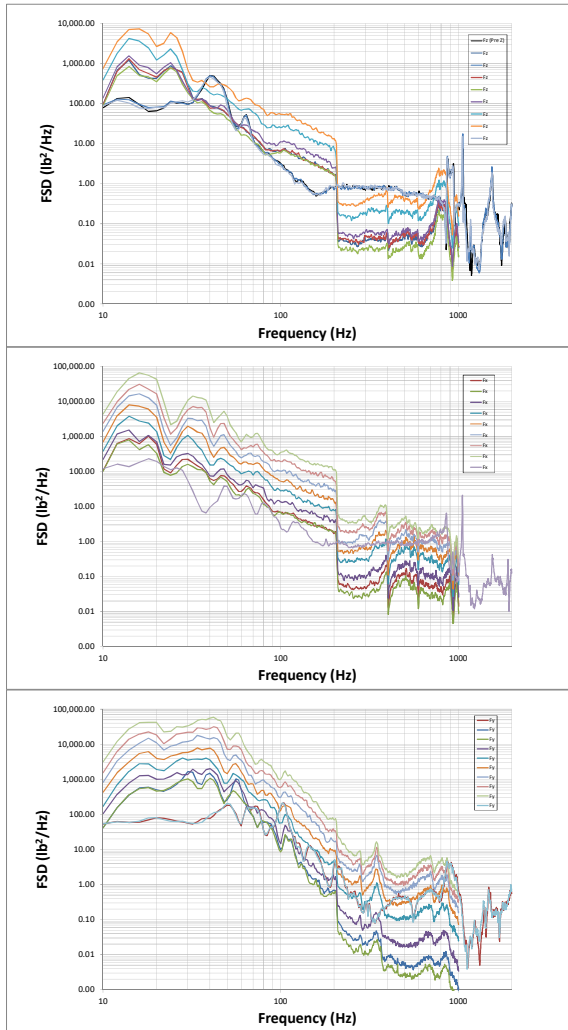 10,000.00
1,000.00
100.00
10.00
1.00
0.10
0.01
0.00
FSD (lb²/Hz)
Fz (Pre 2)
Fz
Fz
Fz
Fz
Fz
Fz
Fz
10
100
1000
Frequency (Hz)
100,000.00
10,000.00
1,000.00
100.00
10.00
1.00
0.10
0.01
0.00
FSD (lb²/Hz)
Fx
Fx
Fx
Fx
Fx
Fx
Fx
Fx
Fx
10
100
1000
Frequency (Hz)
100,000.00
10,000.00
1,000.00
100.00
10.00
1.00
0.10
0.01
0.00
FSD (lb²/Hz)
Fy
Fy
Fy
Fy
Fy
Fy
Fy
Fy
Fy
Fy
10
100
1000
Frequency (Hz)